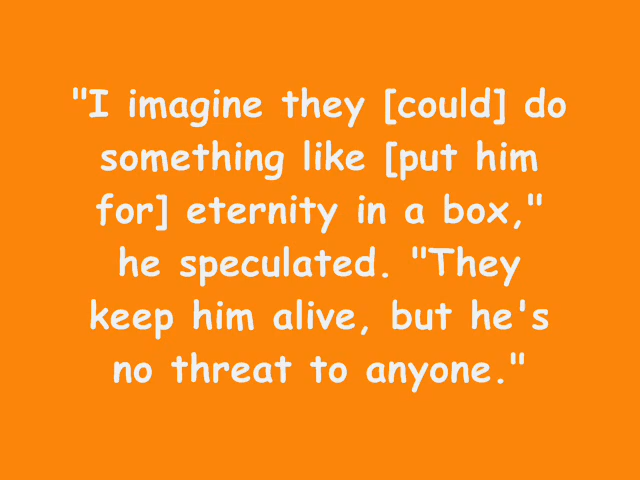 "I imagine they [could] do
something like [put him
for] eternity in a box,"
he speculated. "They
keep him alive, but he's
no threat to anyone."